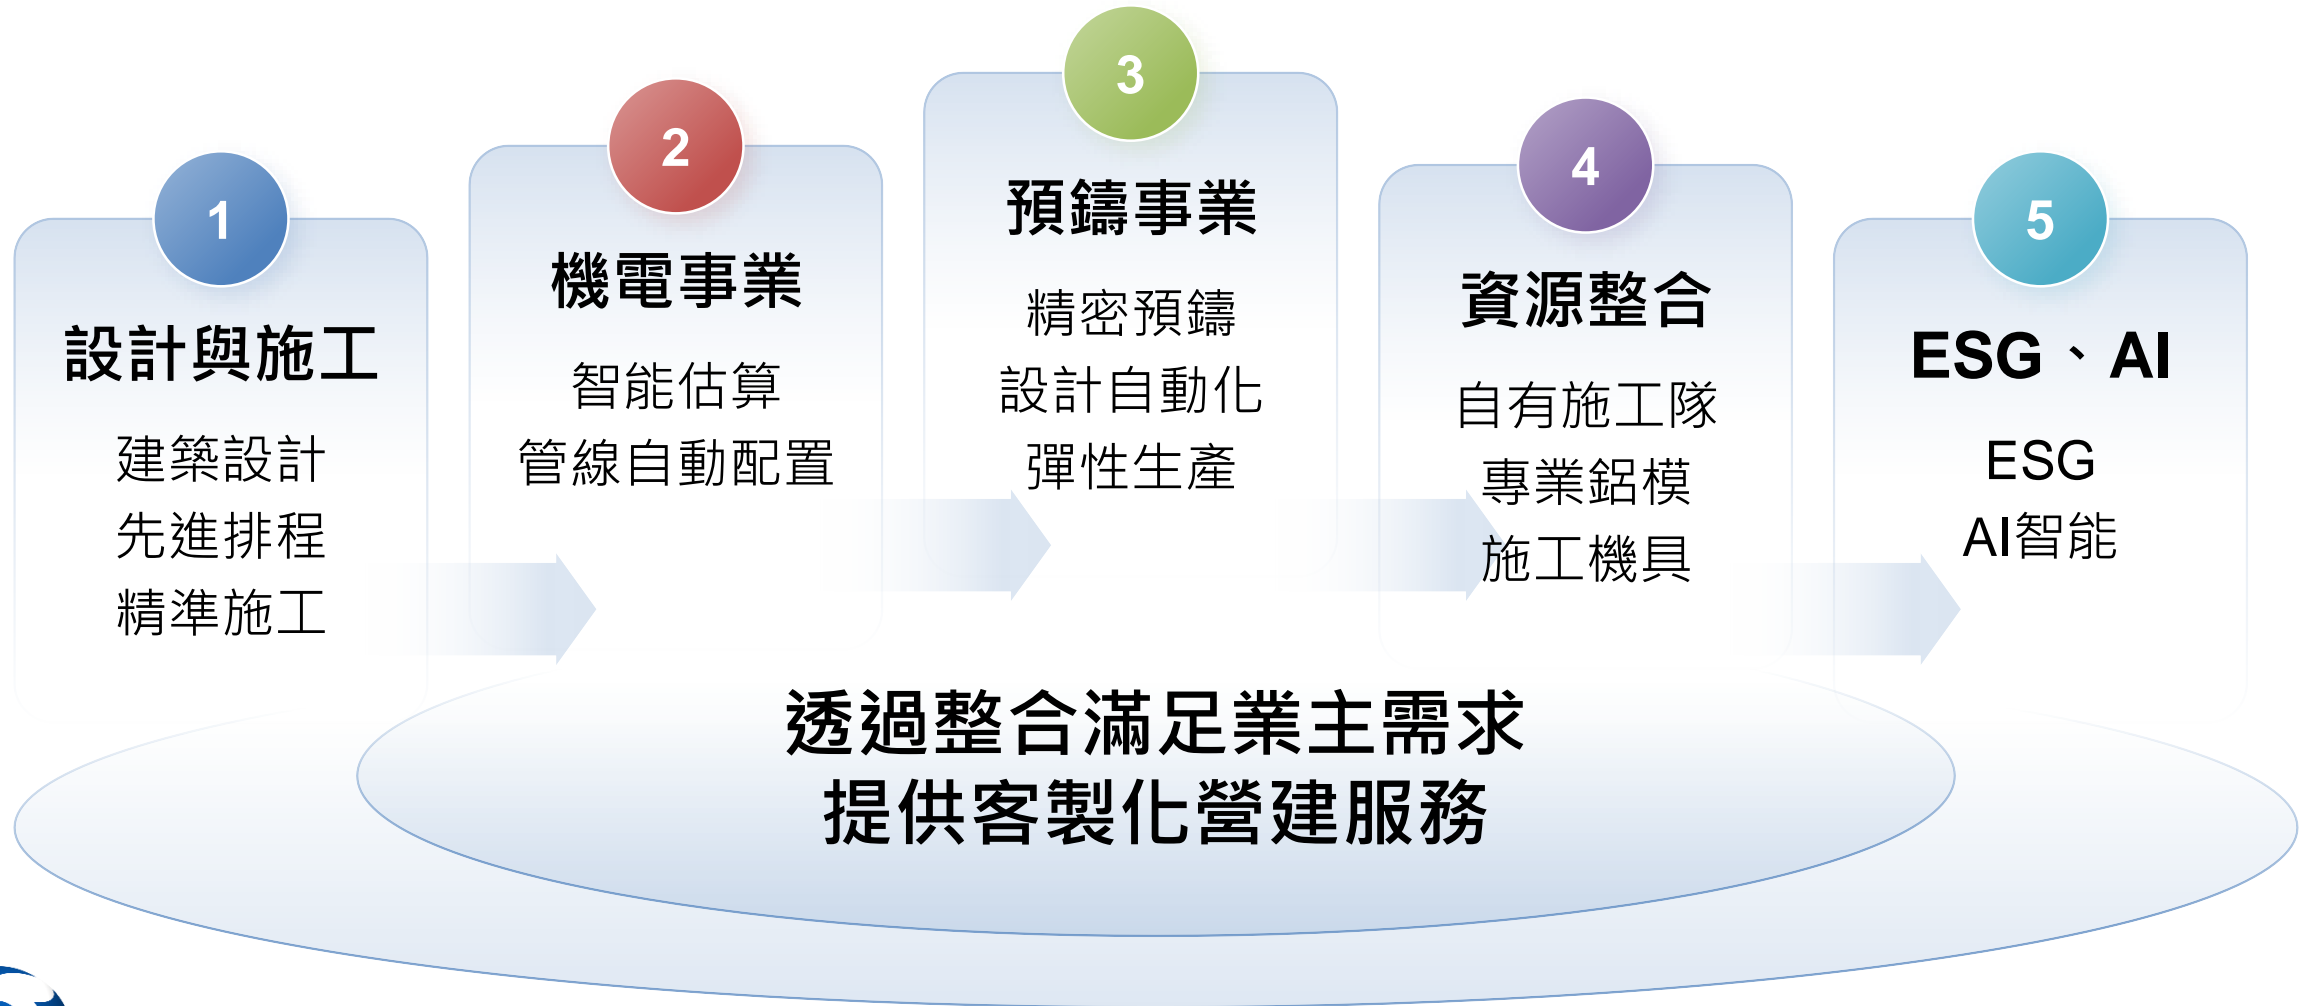 1
設計與施工
建築設計
先進排程
精準施工
2
機電事業
智能估算
管線自動配置
3
預鑄事業
精密預鑄
設計自動化
彈性生產
4
資源整合
自有施工隊
專業鋁模
施工機具
5
ESG、AI
ESG
AI智能
透過整合滿足業主需求
提供客製化營建服務